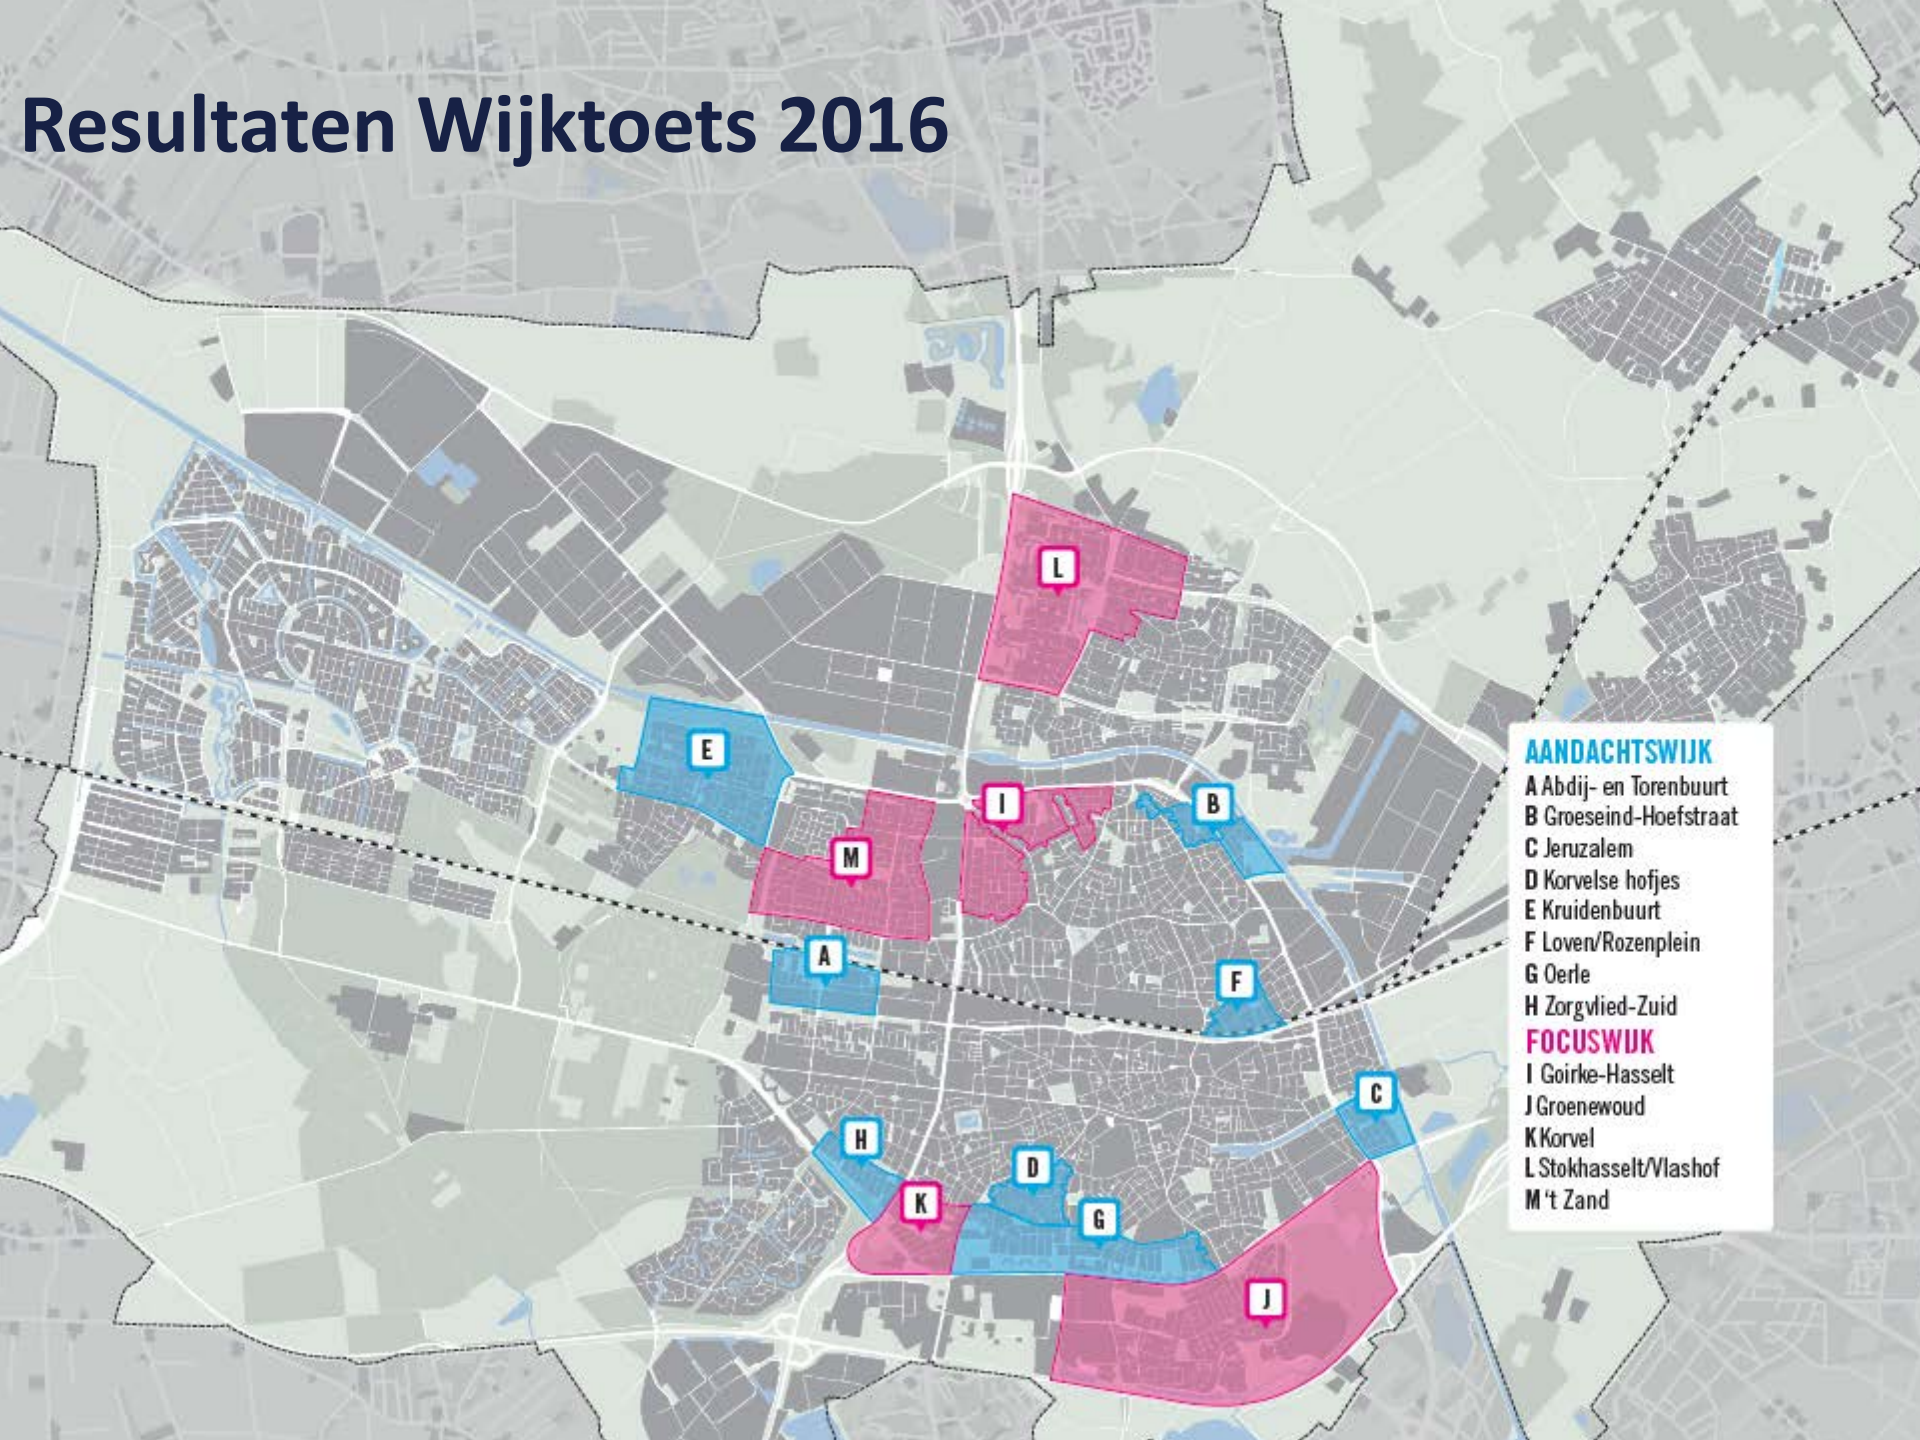 Resultaten Wijktoets 2016
L
E
I
B
M
A
F
C
H
D
K
G
J
AANDACHTSWIJK
A Abdij- en Torenbuurt
B Groeseind-Hoefstraat
C Jeruzalem
D Korvelse hofjes
E Kruidenbuurt
F Loven/Rozenplein
G Oerle
H Zorgvlied-Zuid
FOCUSWIJK
I Goirke-Hasselt
J Groenewoud
K Korvel
L Stokhasselt/Vlashof
M 't Zand